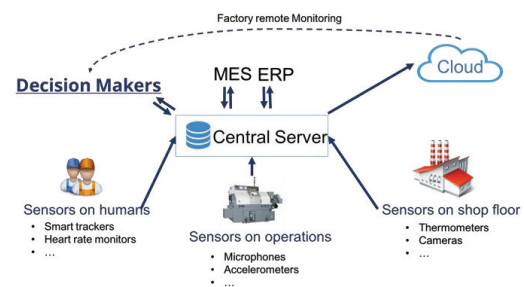 Factory remote Monitoring
Cloud
MES ERP
Decision Makers
Central Server
Sensors on humans
• Smart trackers
• Heart rate monitors
• ...
Sensors on operations
• Microphones
• Accelerometers
• ...
Sensors on shop floor
• Thermometers
• Cameras
• ...